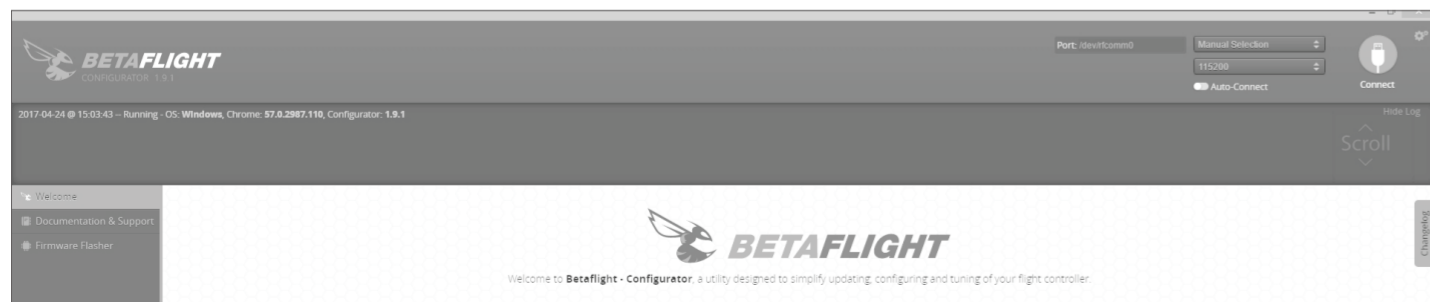 BETAFLIGHT
CONFIGURATOR 1.9.1
Port: /dev/rfcomm0
Manual Selection
115200
Auto-Connect
Connect
2017-04-24 @ 15:03:43 -- Running - OS: Windows, Chrome: 57.0.2987.110, Configurator: 1.9.1
Hide Log
Scroll
Welcome
Documentation & Support
Firmware Flasher
BETAFLIGHT
Welcome to Betaflight - Configurator, a utility designed to simplify updating, configuring and tuning of your flight controller.
Changelog